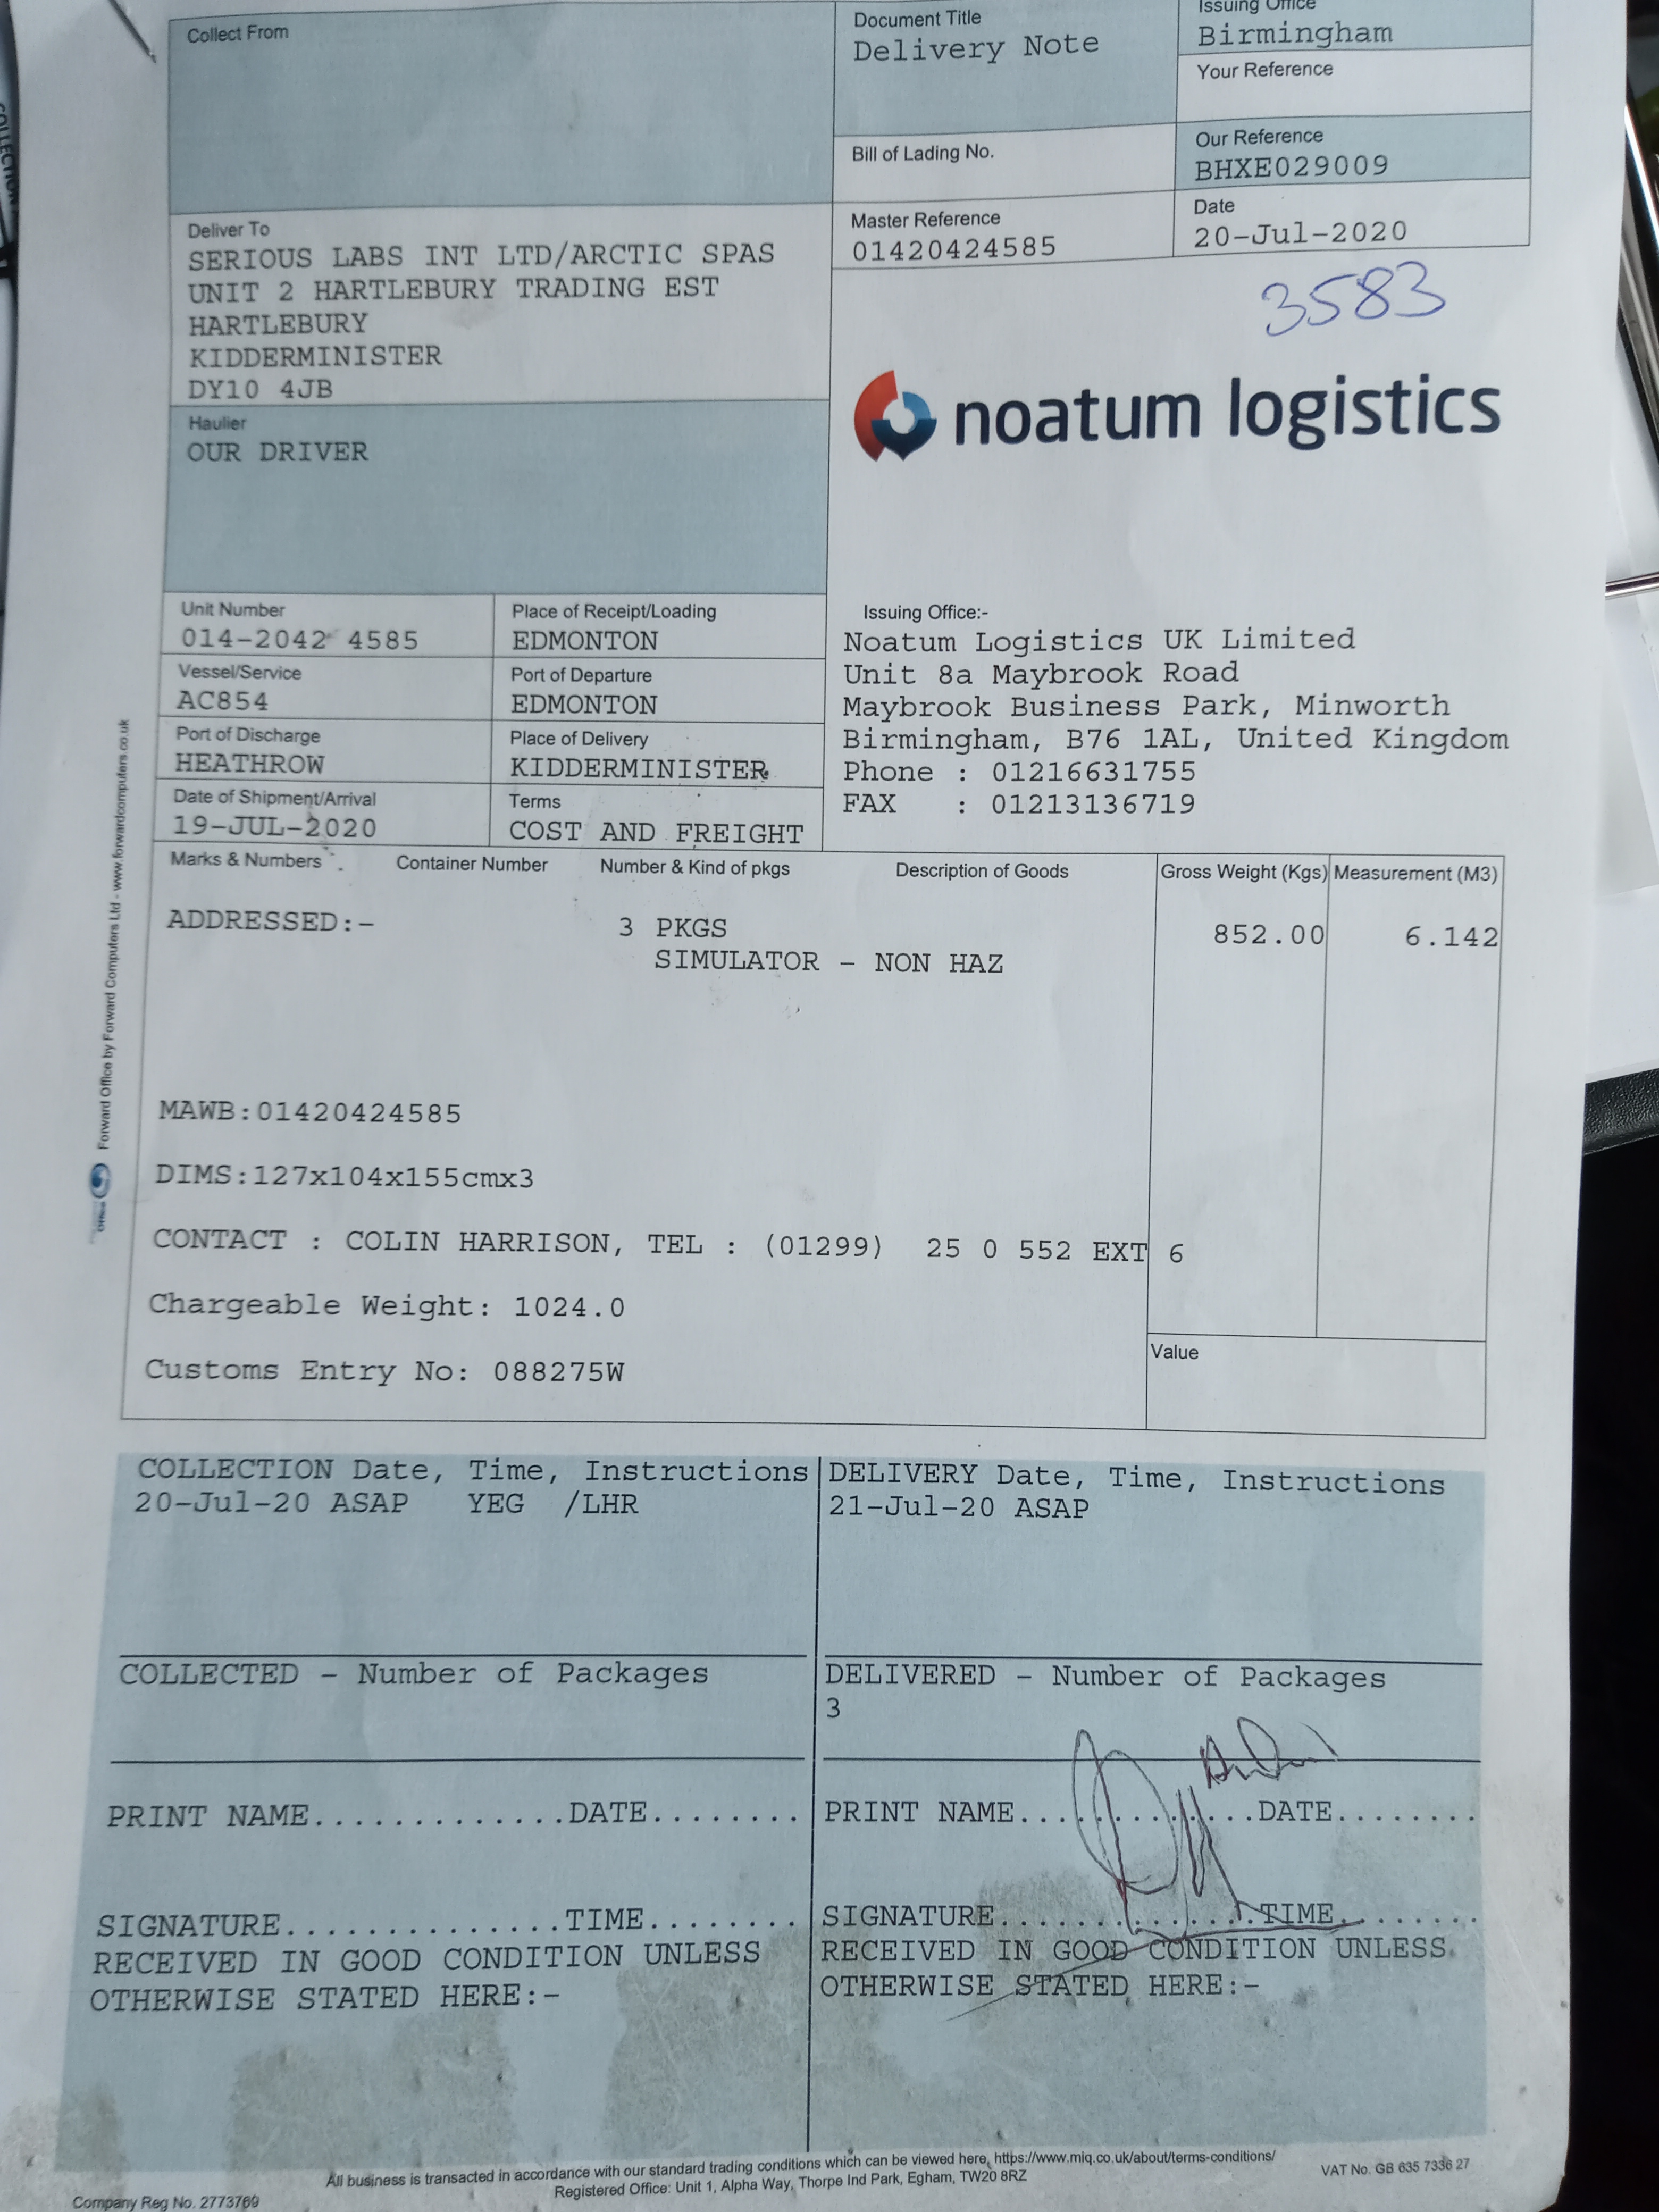 Collect From
Document Title
Delivery Note
Issuing Office
Birmingham
Your Reference
Bill of Lading No.
Our Reference
BHXE029009
Master Reference
01420424585
Date
20-Jul-2020
Deliver To
SERIOUS LABS INT LTD/ARCTIC SPAS
UNIT 2 HARTLEBURY TRADING EST
HARTLEBURY
KIDDERMINISTER
DY10 4JB
3583
noatum logistics
Haulier
OUR DRIVER
Unit Number
014-2042 4585
Place of Receipt/Loading
EDMONTON
Vessel/Service
AC854
Port of Departure
EDMONTON
Port of Discharge
HEATHROW
Place of Delivery
KIDDERMINISTER
Date of Shipment/Arrival
19-JUL-2020
Terms
COST AND FREIGHT
Issuing Office:-
Noatum Logistics UK Limited
Unit 8a Maybrook Road
Maybrook Business Park, Minworth
Birmingham, B76 1AL, United Kingdom
Phone : 01216631755
FAX : 01213136719
Marks & Numbers Container Number Number & Kind of pkgs Description of Goods Gross Weight (Kgs) Measurement (M3)
ADDRESSED:- 3 PKGS 852.00 6.142
SIMULATOR - NON HAZ
MAWB:01420424585
DIMS:127x104x155cmx3
CONTACT : COLIN HARRISON, TEL : (01299) 25 0 552 EXT 6
Chargeable Weight: 1024.0
Customs Entry No: 088275W
Value
COLLECTION Date, Time, Instructions
20-Jul-20 ASAP YEG /LHR
DELIVERY Date, Time, Instructions
21-Jul-20 ASAP
COLLECTED - Number of Packages
DELIVERED - Number of Packages
3
PRINT NAME.............DATE........
PRINT NAME.............DATE........
SIGNATURE..............TIME........
RECEIVED IN GOOD CONDITION UNLESS
OTHERWISE STATED HERE:-
SIGNATURE..............TIME........
RECEIVED IN GOOD CONDITION UNLESS
OTHERWISE STATED HERE:-
All business is transacted in accordance with our standard trading conditions which can be viewed here, https://www.miq.co.uk/about/terms-conditions/
Registered Office: Unit 1, Alpha Way, Thorpe Ind Park, Egham, TW20 8RZ
VAT No. GB 635 7336 27
Company Reg No. 2773769
Forward Office by Forward Computers Ltd - www.forwardcomputers.co.uk